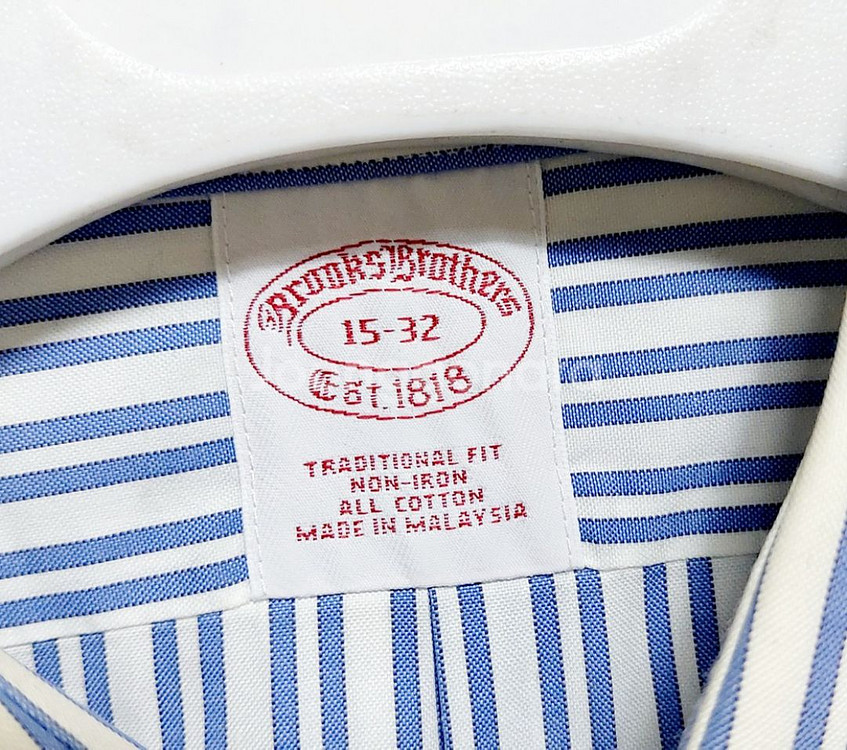 Brooks Brothers
15-32
Est. 1818
TRADITIONAL FIT
NON-IRON
ALL COTTON
MADE IN MALAYSIA